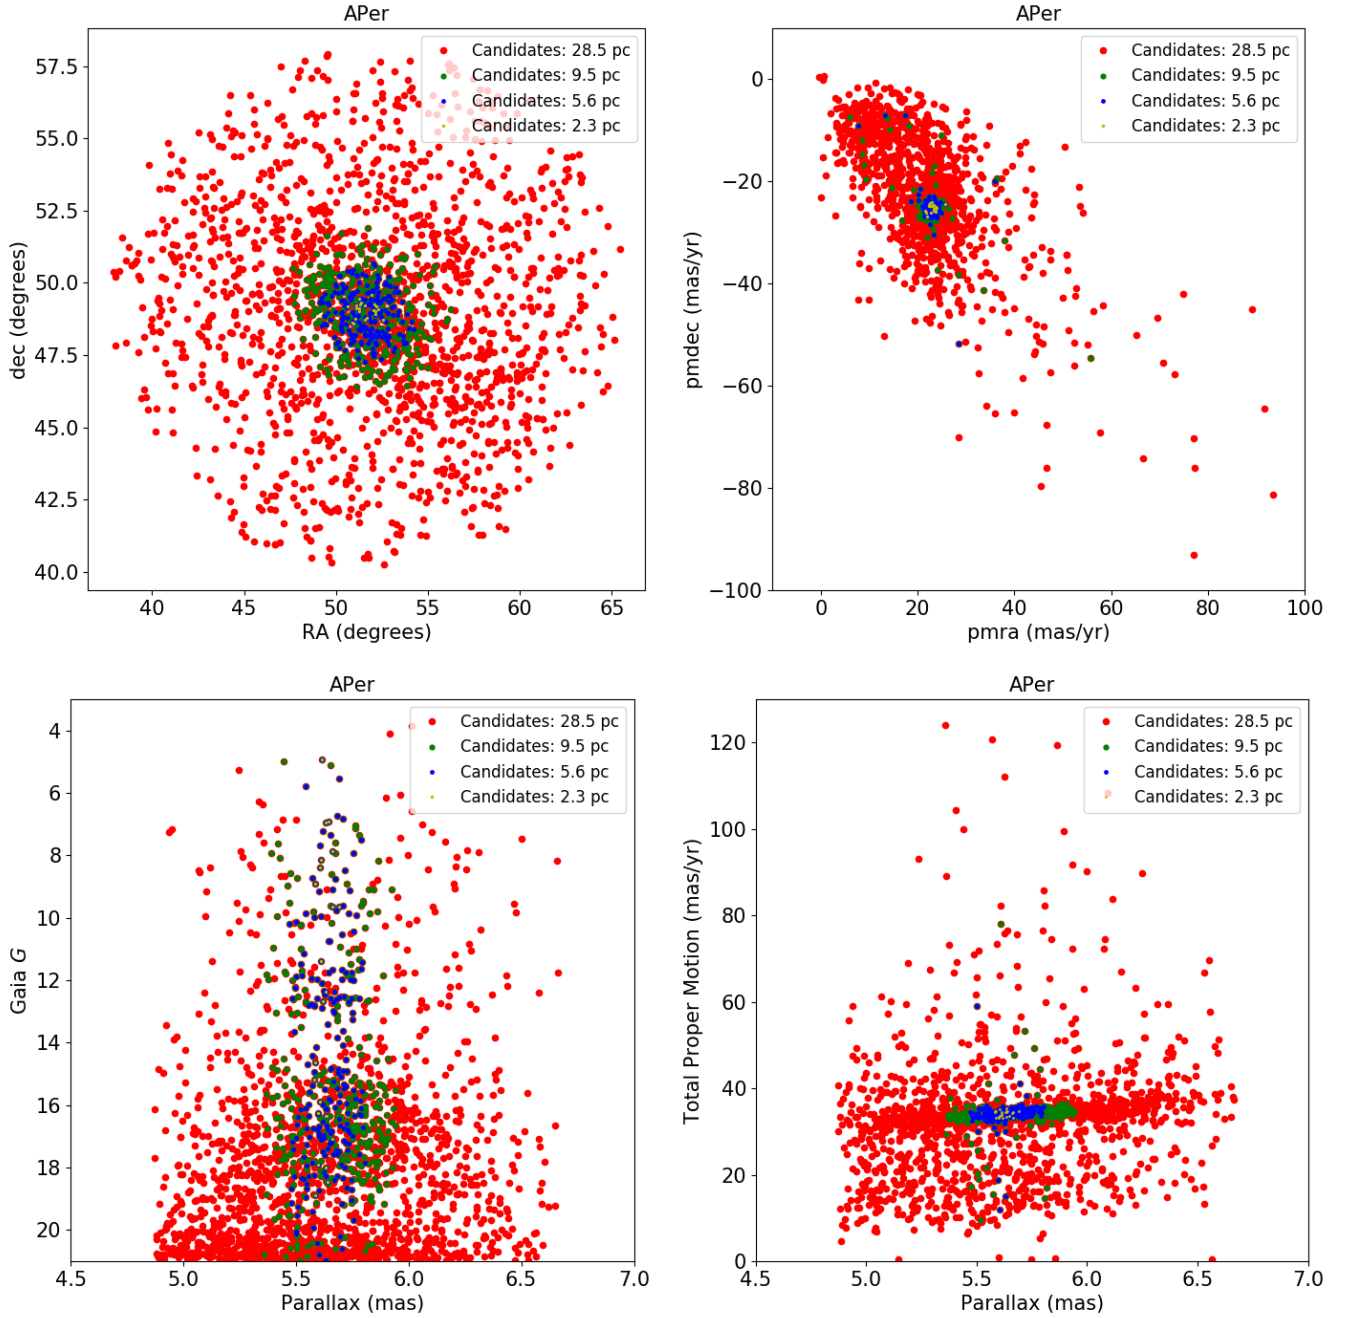 APer
Candidates: 28.5 pc
Candidates: 9.5 pc
Candidates: 5.6 pc
Candidates: 2.3 pc
57.5
55.0
52.5
50.0
47.5
45.0
42.5
40.0
dec (degrees)
40 45 50 55 60 65
RA (degrees)
APer
Candidates: 28.5 pc
Candidates: 9.5 pc
Candidates: 5.6 pc
Candidates: 2.3 pc
0
−20
−40
−60
−80
−100
pmdec (mas/yr)
0 20 40 60 80 100
pmra (mas/yr)
APer
Candidates: 28.5 pc
Candidates: 9.5 pc
Candidates: 5.6 pc
Candidates: 2.3 pc
4
6
8
10
12
14
16
18
20
Gaia G
4.5 5.0 5.5 6.0 6.5 7.0
Parallax (mas)
APer
Candidates: 28.5 pc
Candidates: 9.5 pc
Candidates: 5.6 pc
Candidates: 2.3 pc
120
100
80
60
40
20
0
Total Proper Motion (mas/yr)
4.5 5.0 5.5 6.0 6.5 7.0
Parallax (mas)